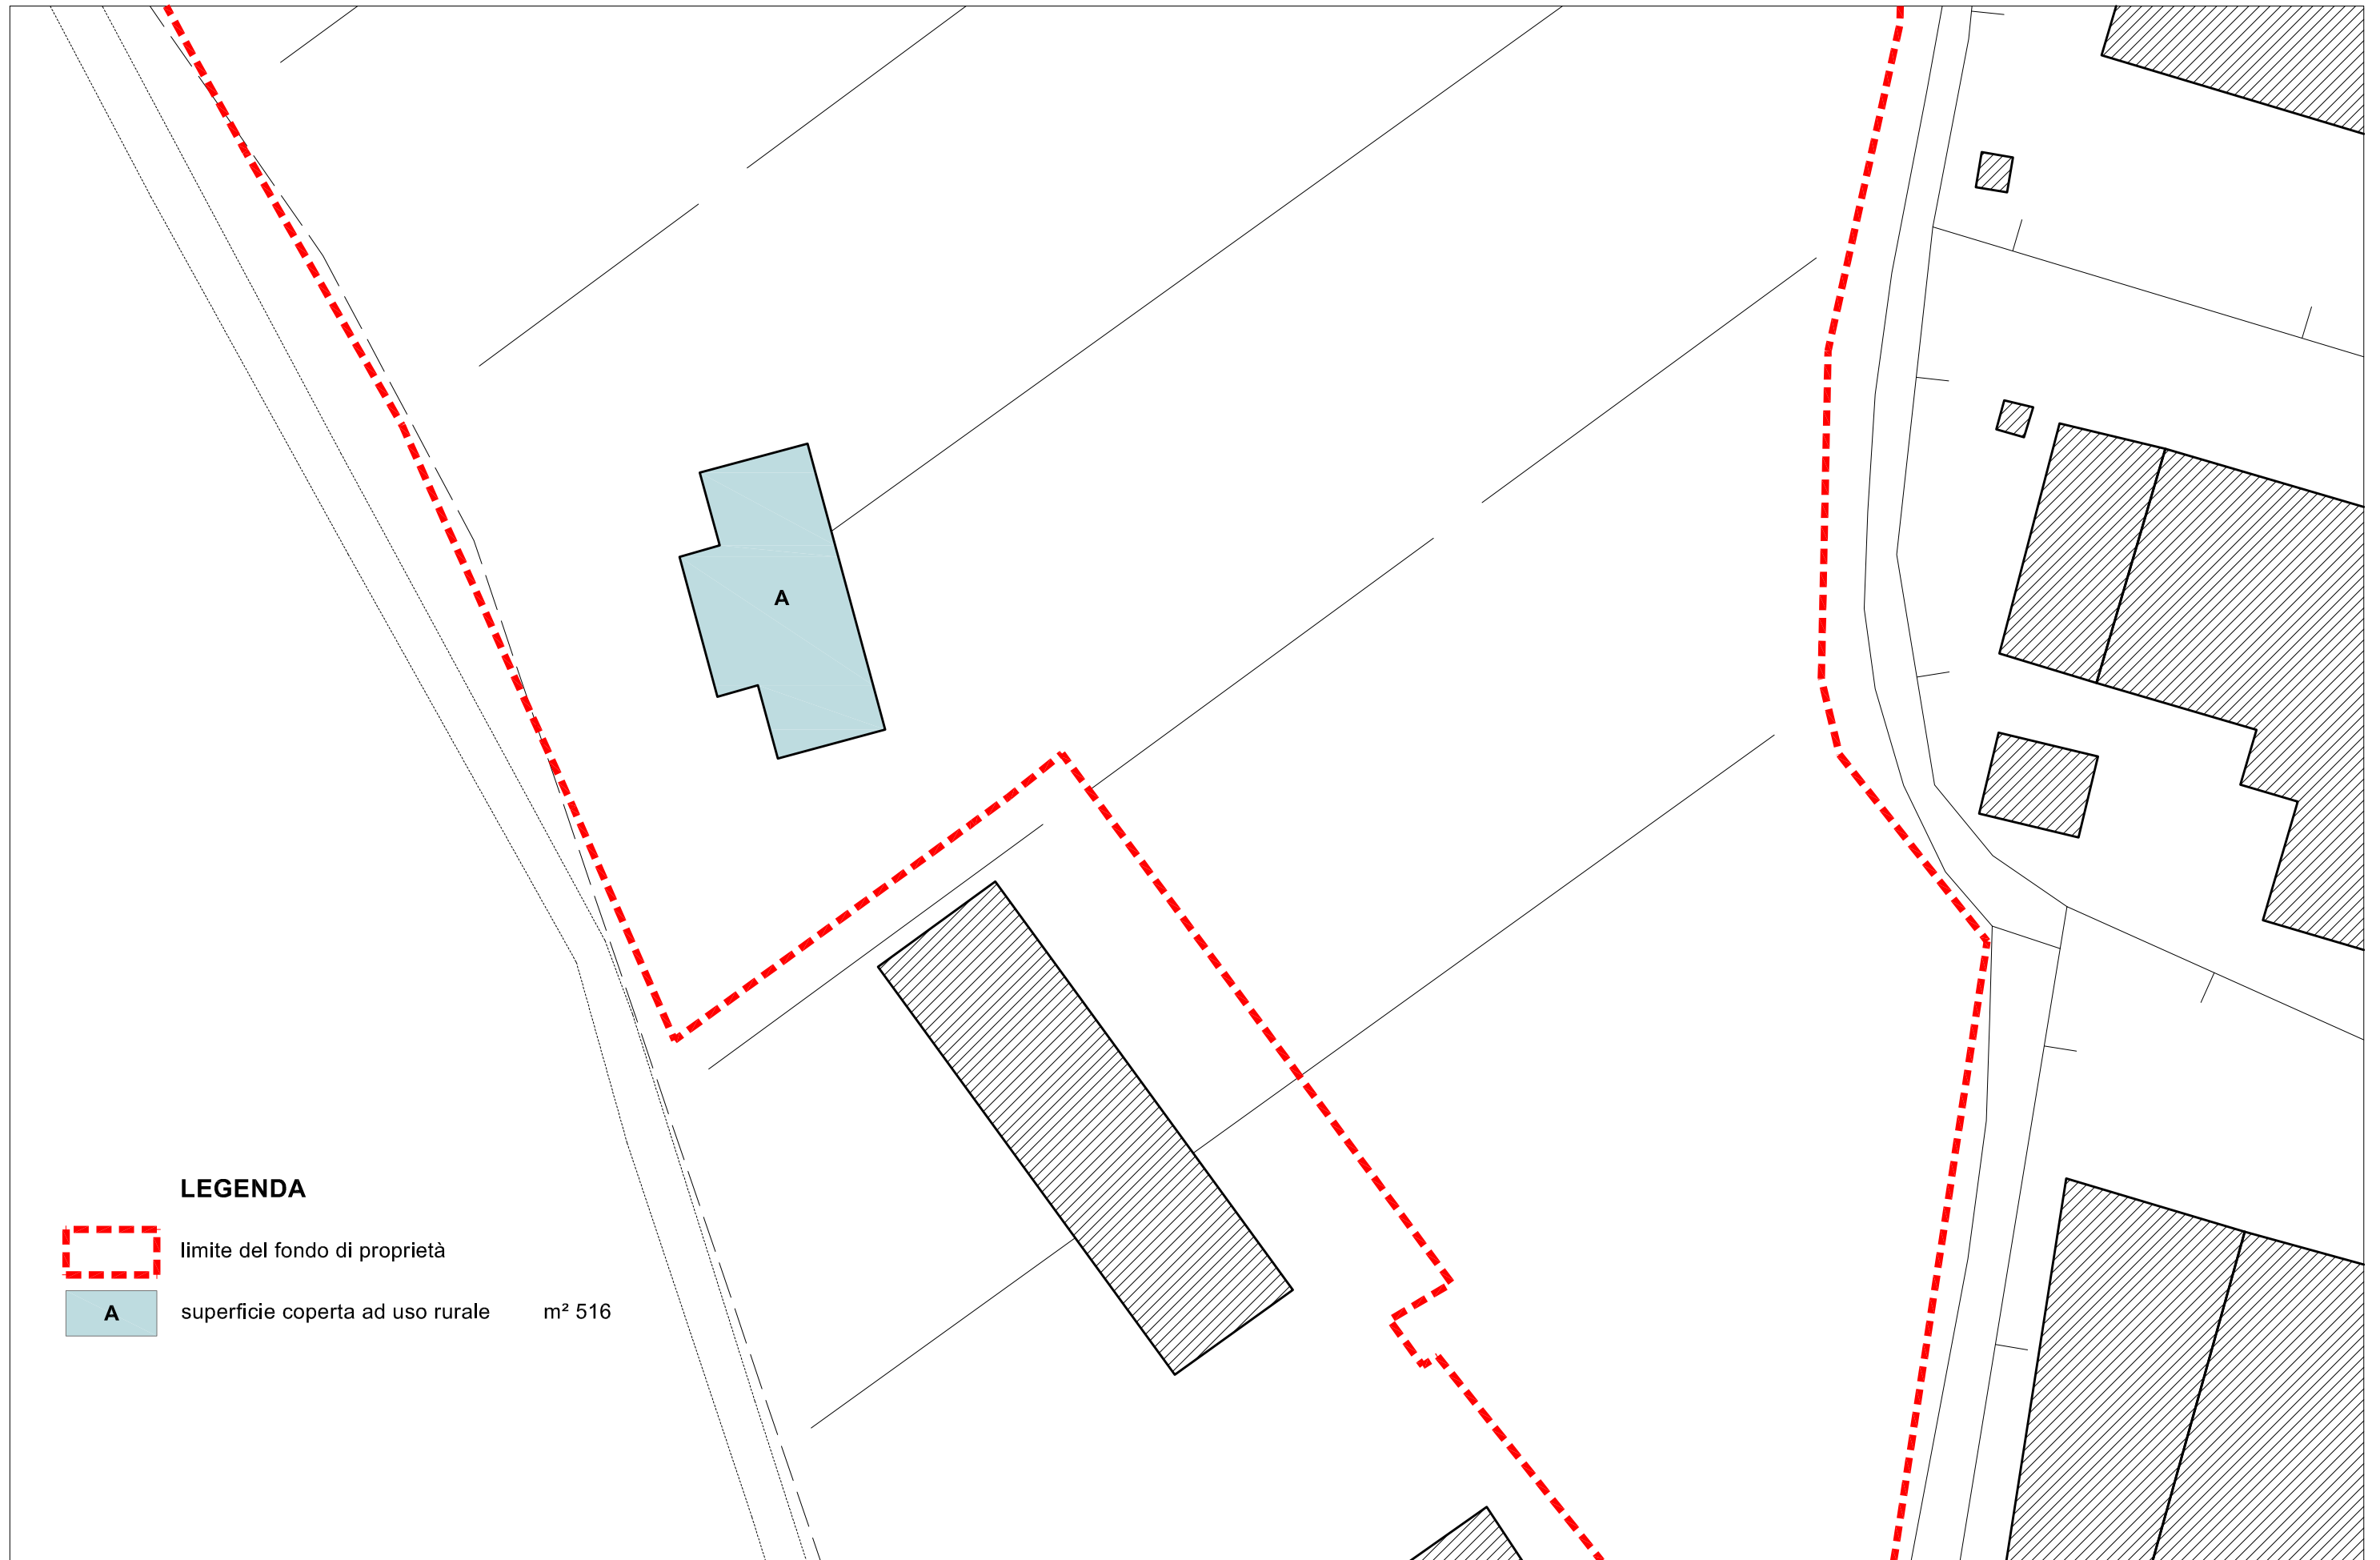 A
LEGENDA
limite del fondo di proprietà
A superficie coperta ad uso rurale m² 516